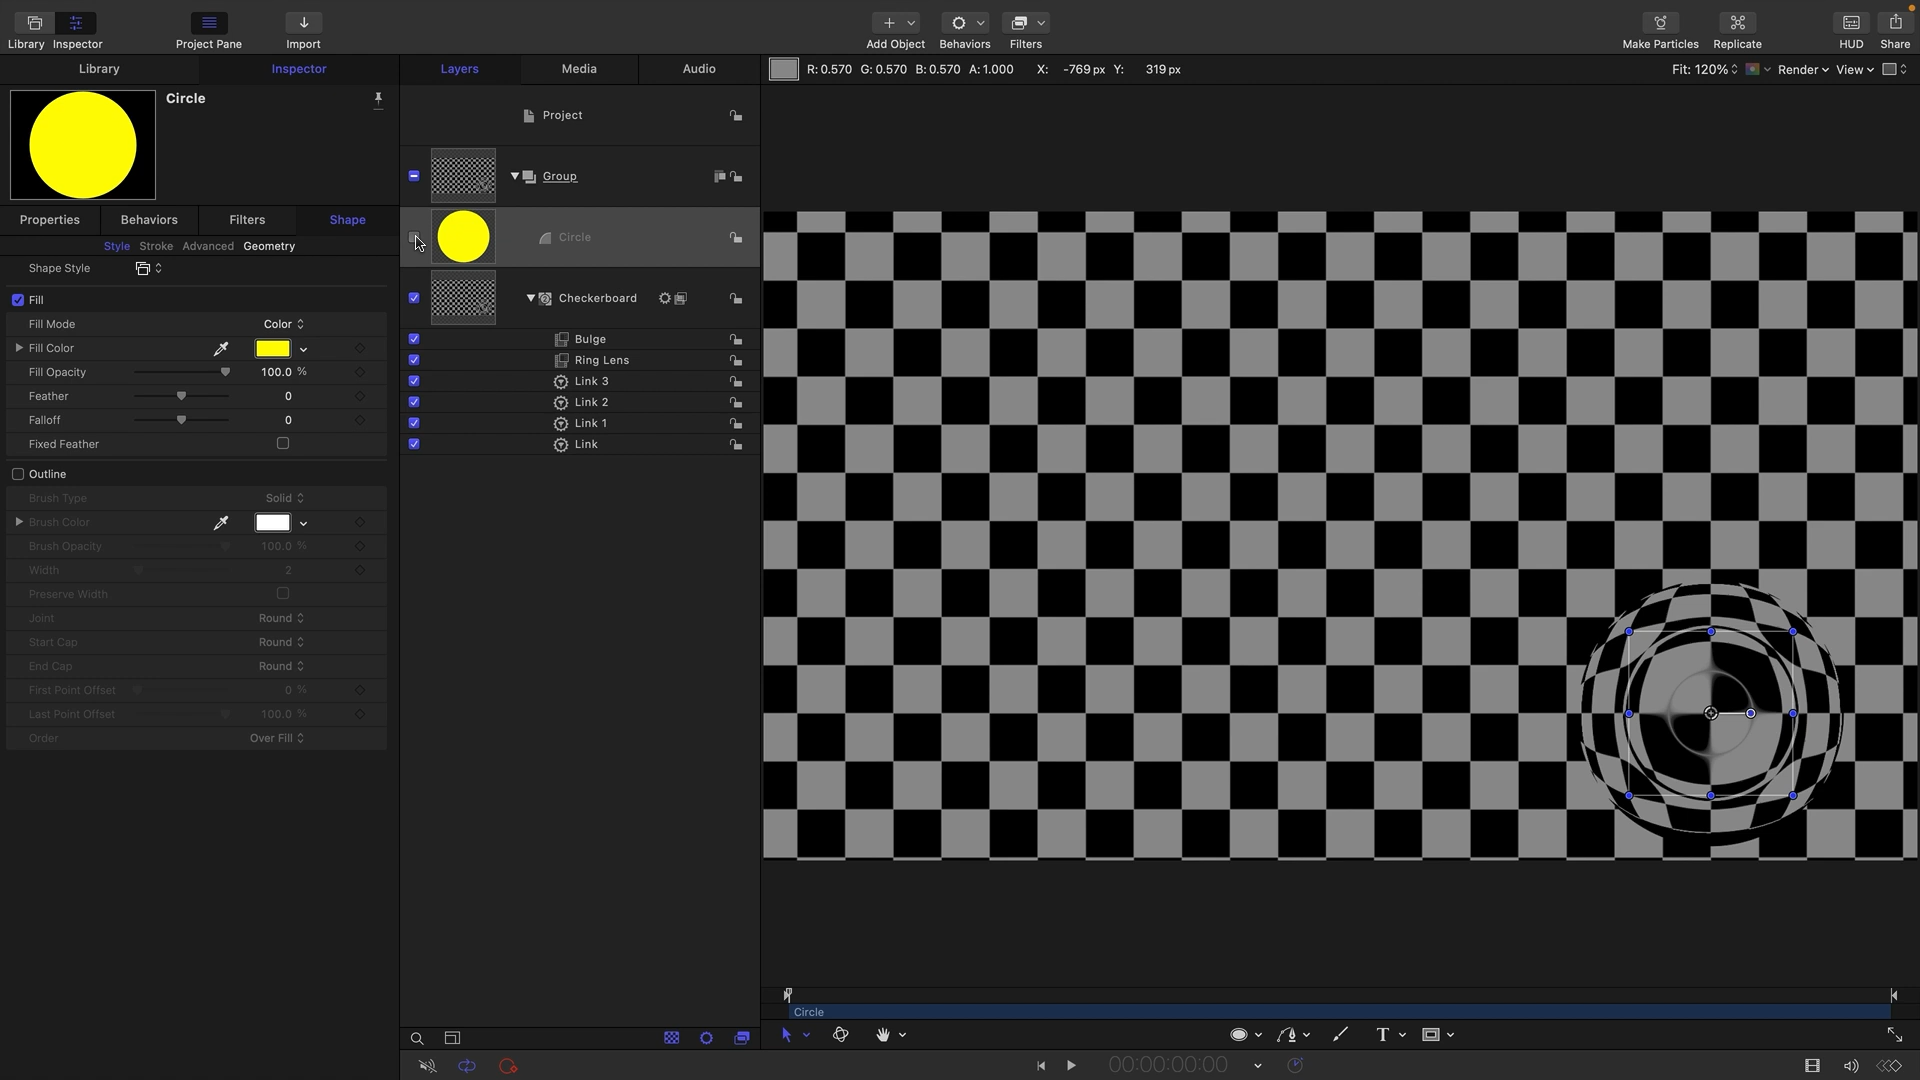 Library Inspector Project Pane Import Add Object Behaviors Filters Make Particles Replicate HUD Share
Library Inspector Layers Media Audio R:0.570 G:0.570 B:0.570 A:1.000 X: -769 px Y: 319 px Fit: 120% Render View
Circle
Project
Group
Properties Behaviors Filters Shape
Circle
Style Stroke Advanced Geometry
Shape Style
Fill
Checkerboard
Fill Mode Color
Fill Color
Bulge
Fill Opacity 100.0 %
Ring Lens
Feather 0
Link 3
Falloff 0
Link 2
Fixed Feather
Link 1
Link
Outline
Brush Type Solid
Brush Color
Brush Opacity 100.0 %
Width 2
Preserve Width
Joint Round
Start Cap Round
End Cap Round
First Point Offset 0 %
Last Point Offset 100.0 %
Order Over Fill
Circle
T
00:00:00:00